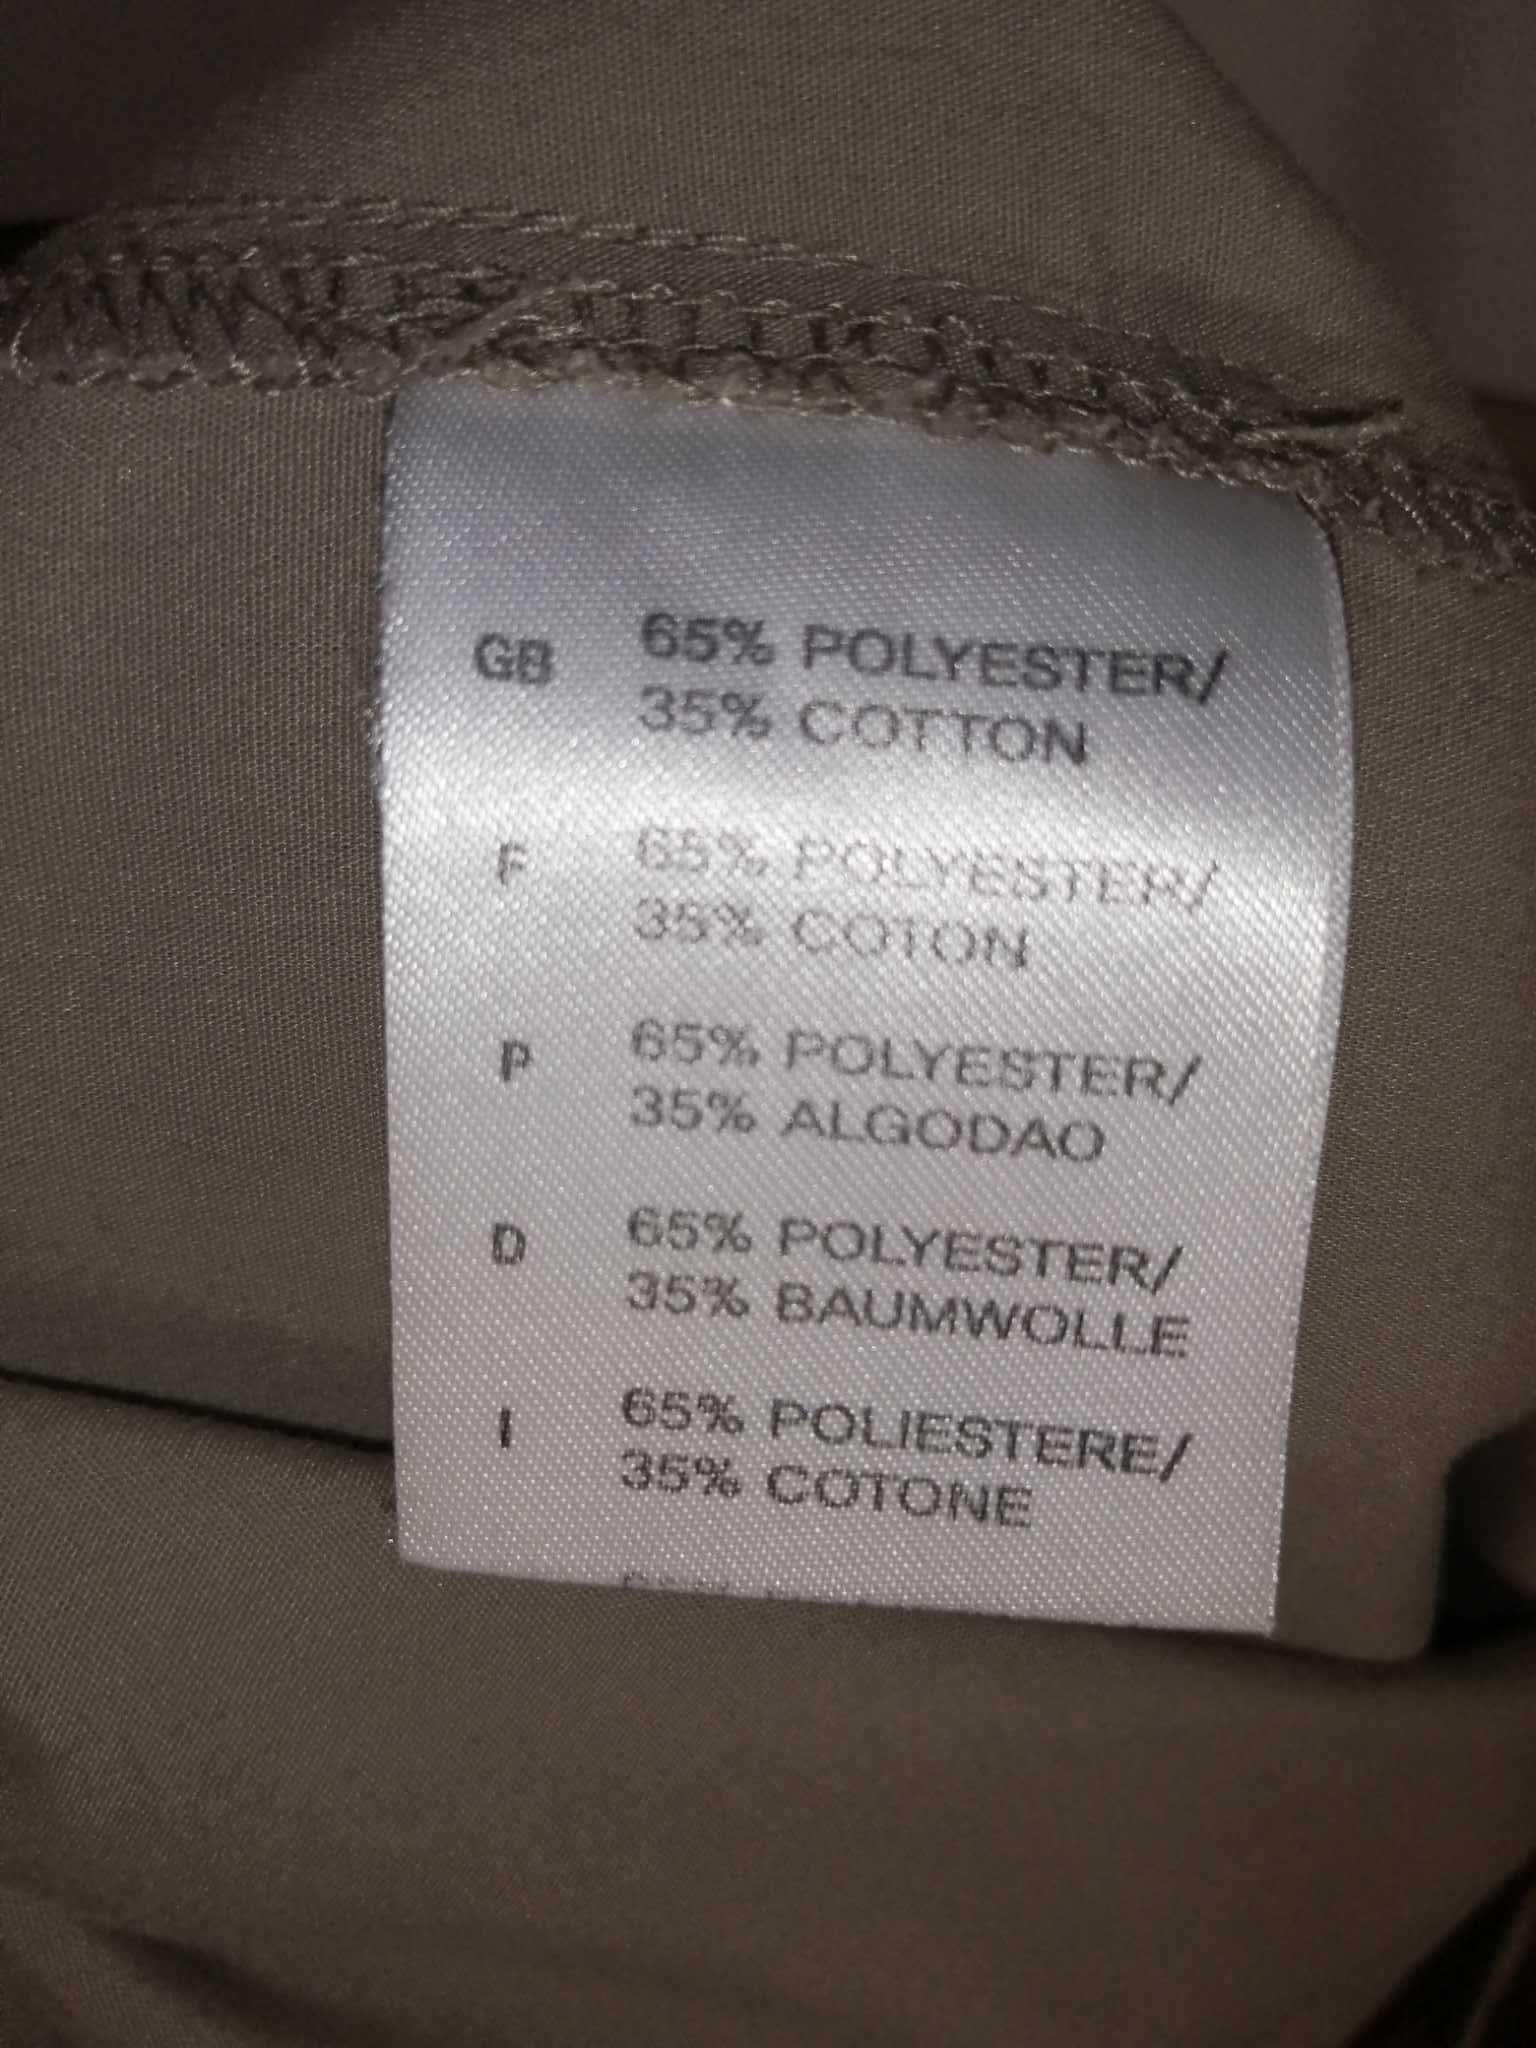 GB 65% POLYESTER/
35% COTTON
F 65% POLYESTER/
35% COTON
P 65% POLYESTER/
35% ALGODAO
D 65% POLYESTER/
35% BAUMWOLLE
I 65% POLIESTERE/
35% COTONE